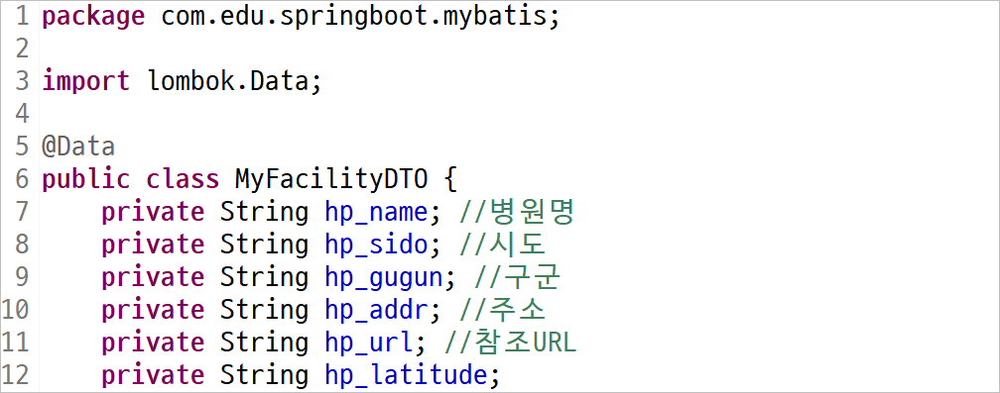 1 package com.edu.springboot.mybatis;
2
3 import lombok.Data;
4
5 @Data
6 public class MyFacilityDTO {
7     private String hp_name; //병원명
8     private String hp_sido; //시도
9     private String hp_gugun; //구군
10     private String hp_addr; //주소
11     private String hp_url; //참조URL
12     private String hp_latitude;